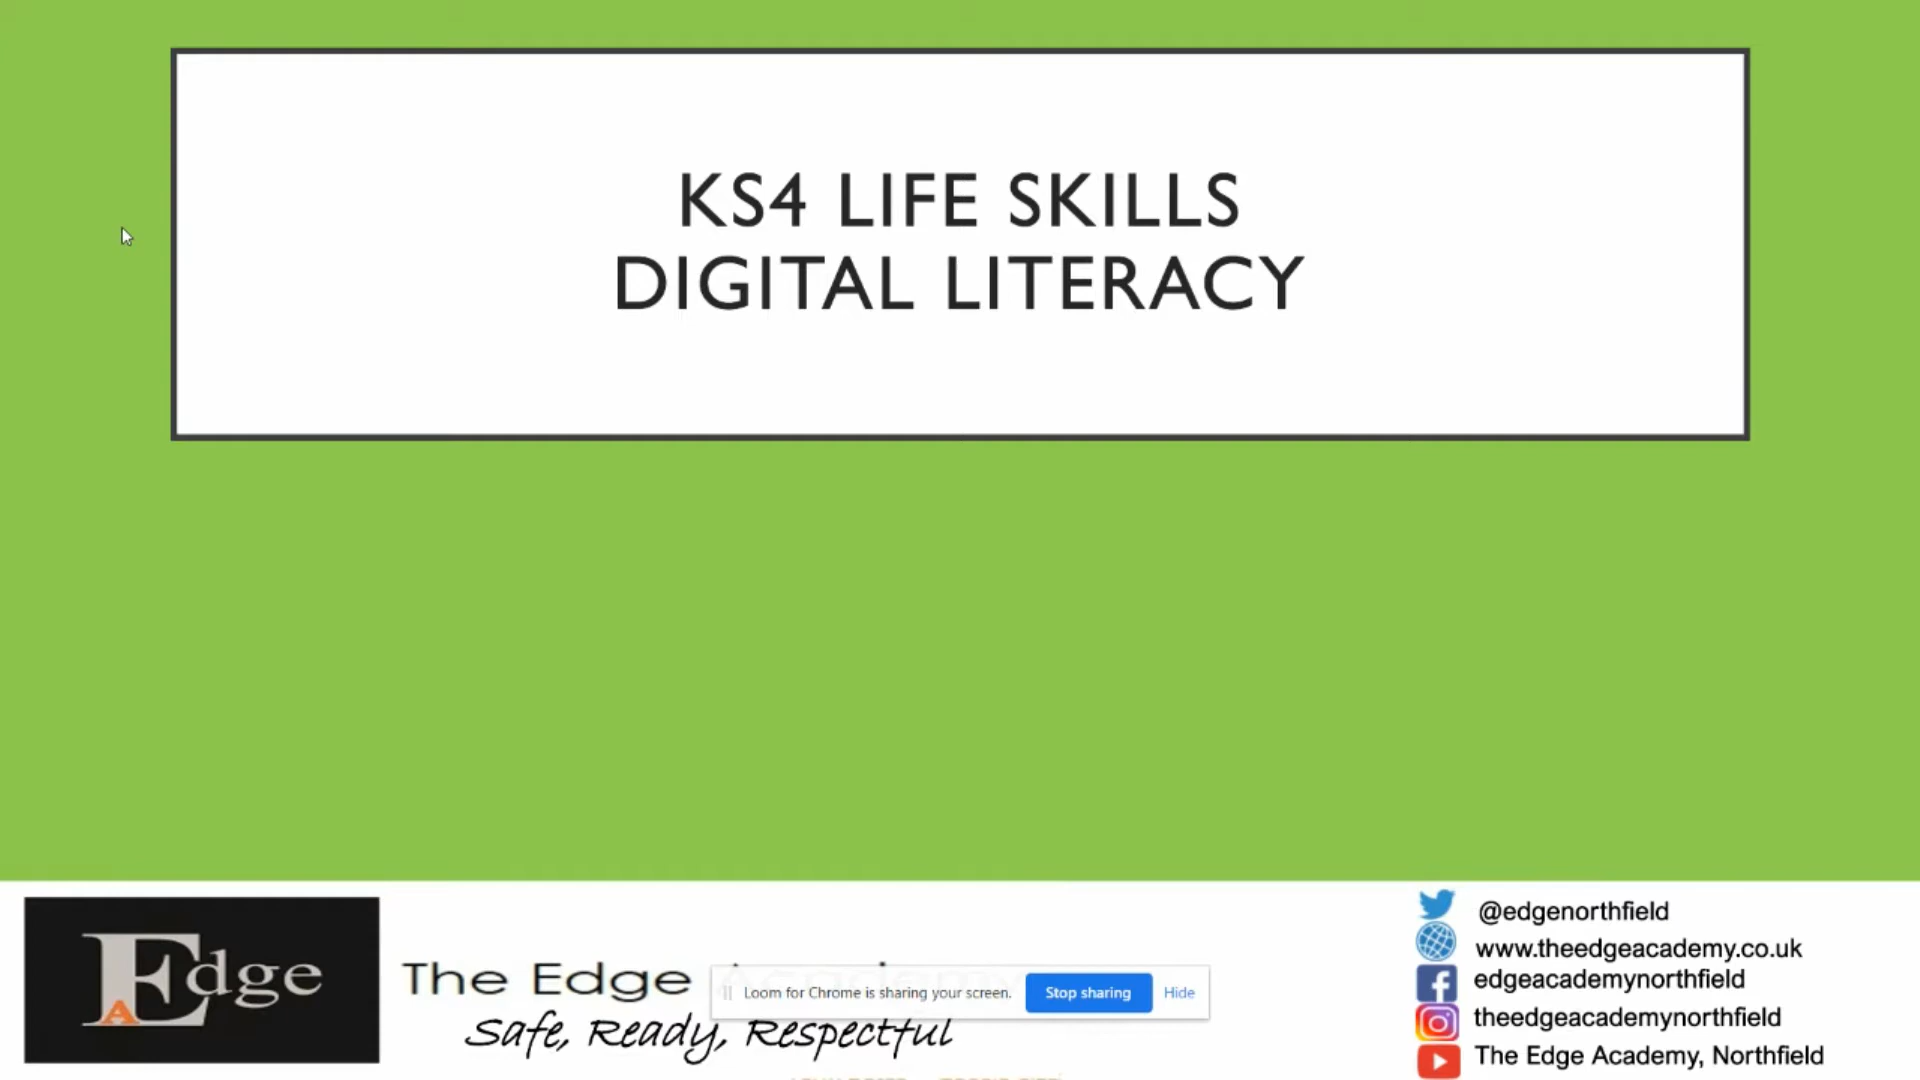 KS4 LIFE SKILLS
DIGITAL LITERACY
Edge
A
The Edge
Safe, Ready, Respectful
Loom for Chrome is sharing your screen.
Stop sharing
Hide
@edgenorthfield
www.theedgeacademy.co.uk
edgeacademynorthfield
theedgeacademynorthfield
The Edge Academy, Northfield